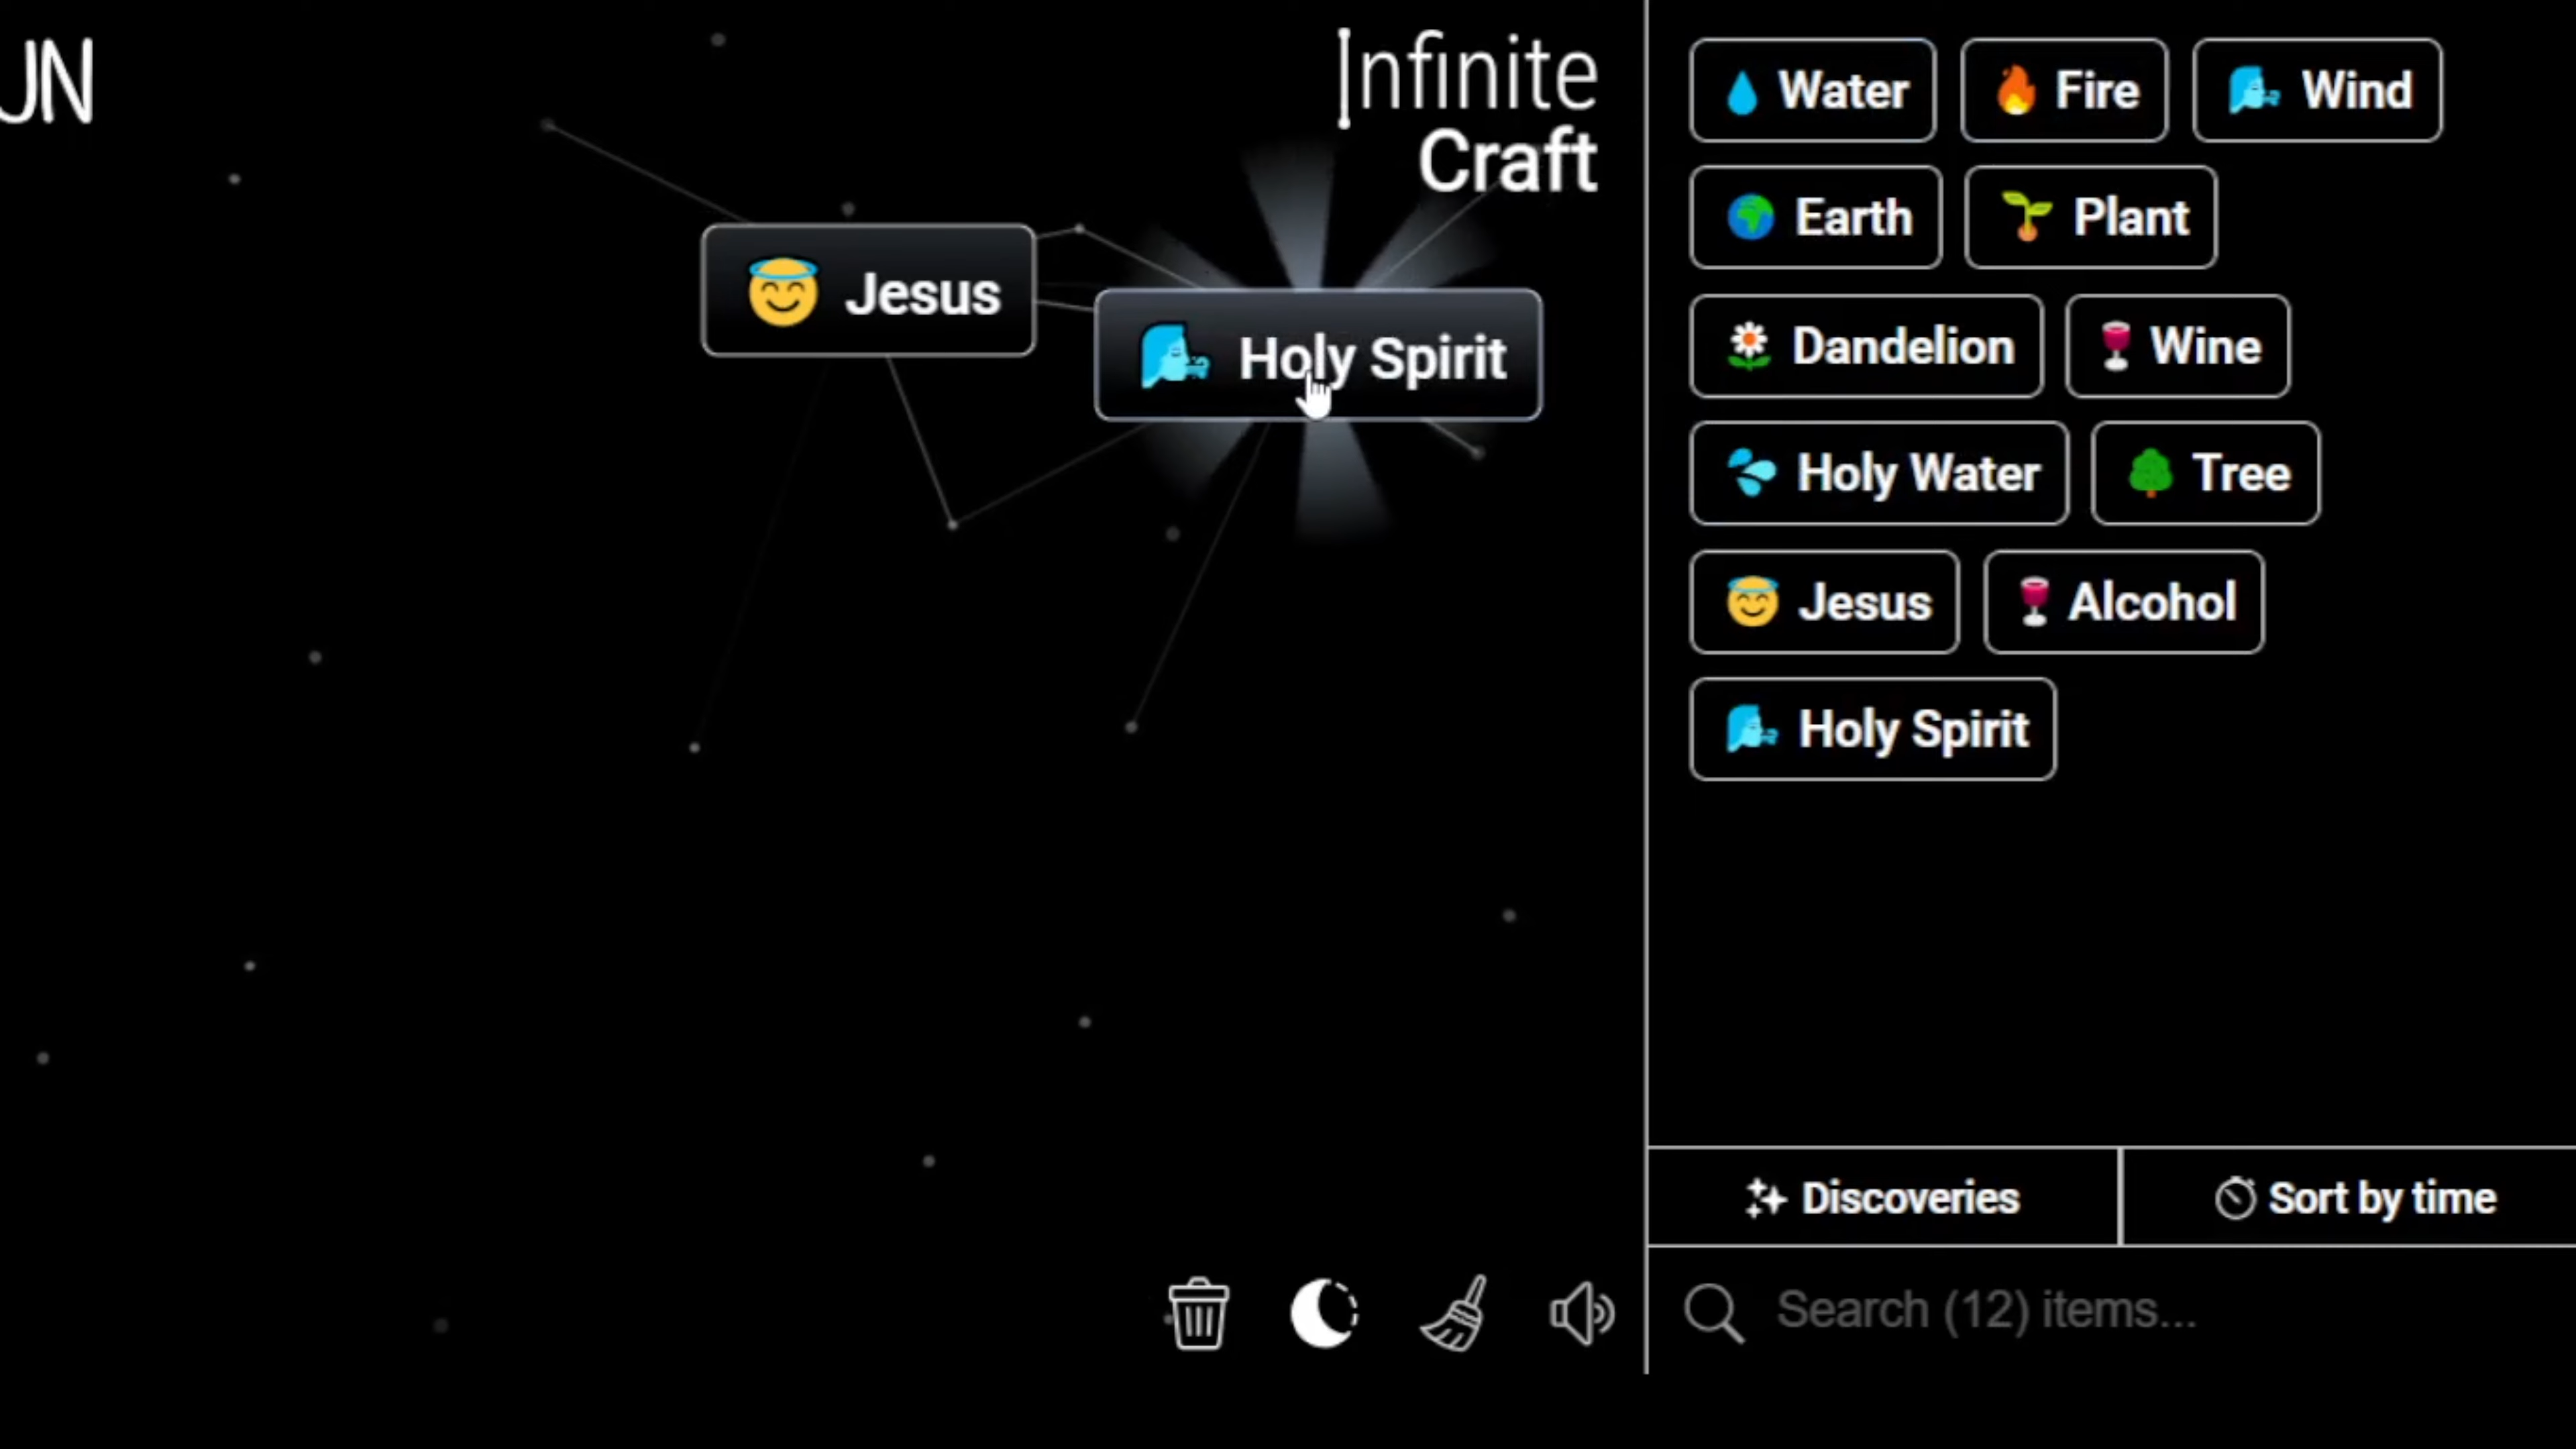 UN
Infinite
Craft
Jesus
Holy Spirit
Water
Fire
Wind
Earth
Plant
Dandelion
Wine
Holy Water
Tree
Jesus
Alcohol
Holy Spirit
Discoveries
Sort by time
Search (12) items...